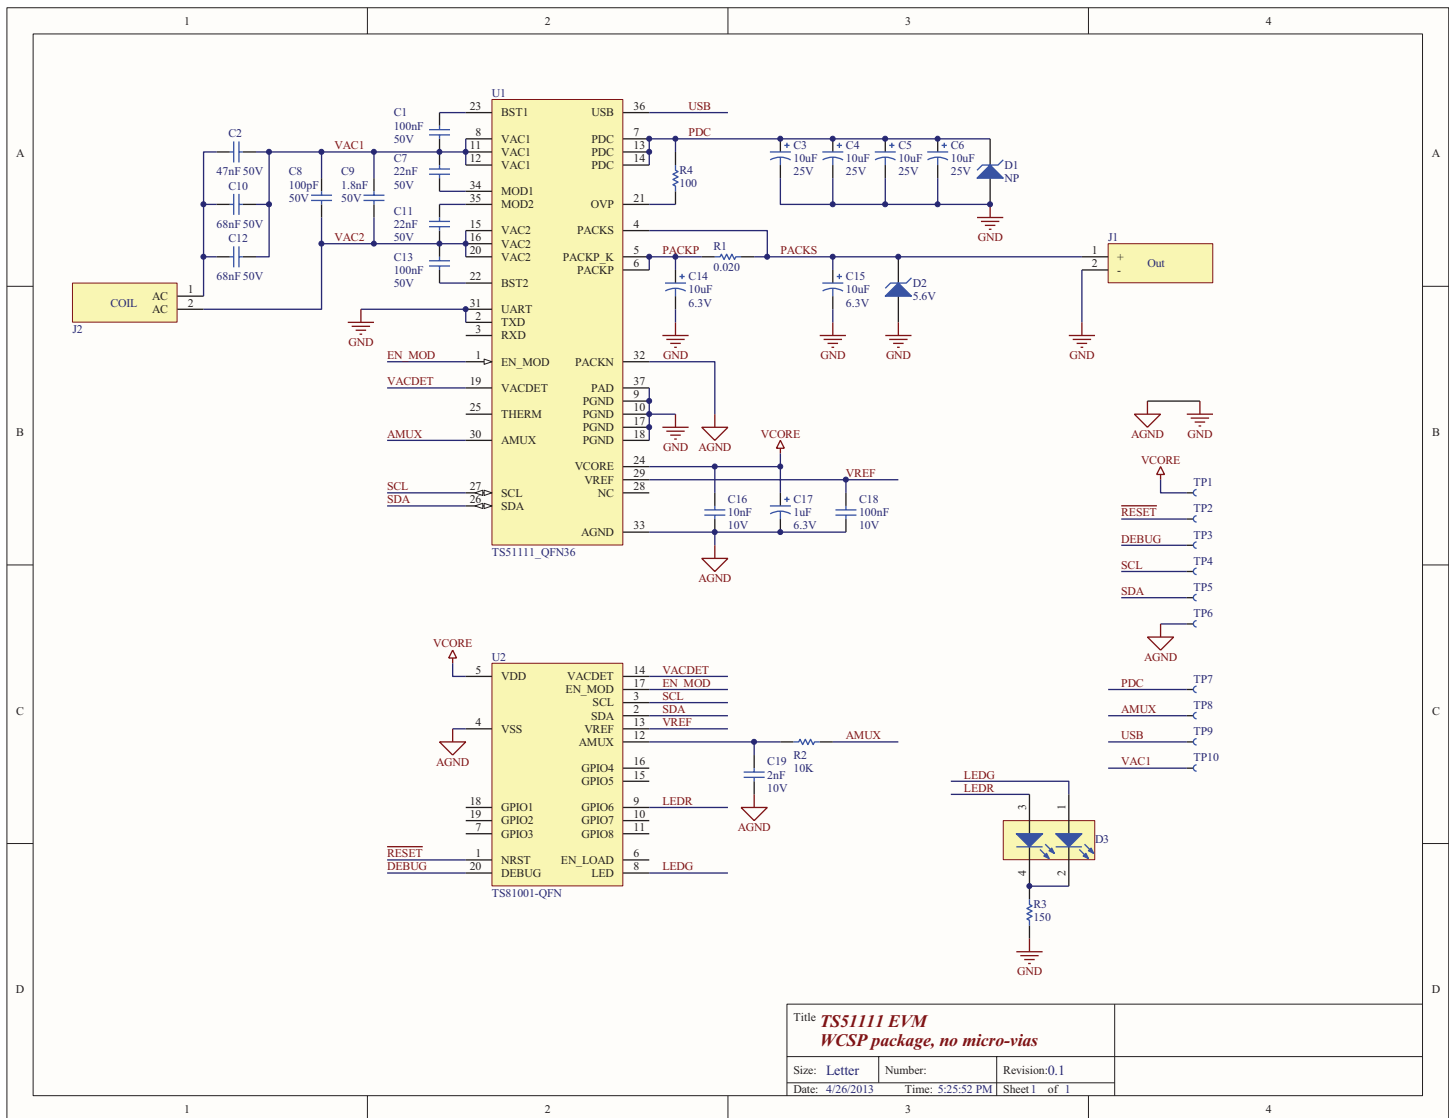 1 2 3 4
A A
B B
C C
D D
1 2 3 4
U1
23 BST1
8 VAC1
11 VAC1
12 VAC1
34 MOD1
35 MOD2
15 VAC2
16 VAC2
20 VAC2
22 BST2
31 UART
2 TXD
3 RXD
1 EN_MOD
19 VACDET
25 THERM
30 AMUX
27 SCL
26 SDA
USB 36
PDC 7
PDC 13
PDC 14
OVP 21
PACKS 4
PACKP_K 5
PACKP 6
PACKN 32
PAD 37
PGND 9
PGND 10
PGND 17
PGND 18
VCORE 24
VREF 29
NC 28
AGND 33
TS51111_QFN36
C2
47nF 50V
C10
68nF 50V
C12
68nF 50V
C8
100pF
50V
C9
1.8nF
50V
C1
100nF
50V
C7
22nF
50V
C11
22nF
50V
C13
100nF
50V
VAC1
VAC2
COIL
AC 1
AC 2
J2
GND
EN_MOD
VACDET
AMUX
SCL
SDA
USB
PDC
R4
100
+ C3
10uF
25V
+ C4
10uF
25V
+ C5
10uF
25V
+ C6
10uF
25V
D1
NP
GND
PACKP
R1
0.020
PACKS
+ C14
10uF
6.3V
GND
+ C15
10uF
6.3V
GND
D2
5.6V
GND
J1
1 +
2 -
Out
GND
GND
AGND
VCORE
VREF
C16
10nF
10V
+ C17
1uF
6.3V
C18
100nF
10V
AGND
AGND
GND
VCORE
TP1
RESET TP2
DEBUG TP3
SCL TP4
SDA TP5
TP6
AGND
PDC TP7
AMUX TP8
USB TP9
VAC1 TP10
VCORE
U2
5 VDD
4 VSS
AGND
18 GPIO1
19 GPIO2
7 GPIO3
RESET 1 NRST
DEBUG 20 DEBUG
VACDET 14 VACDET
EN_MOD 17 EN_MOD
SCL 3 SCL
SDA 2 SDA
VREF 13 VREF
AMUX 12
GPIO4 16
GPIO5 15
GPIO6 9 LEDR
GPIO7 10
GPIO8 11
EN_LOAD 6
LED 8 LEDG
TS81001-QFN
C19
2nF
10V
AGND
R2
10K
AMUX
LEDG
LEDR
3 1
D3
4 2
R3
150
GND
Title TS51111 EVM
WCSP package, no micro-vias
Size: Letter Number: Revision:0.1
Date: 4/26/2013 Time: 5:25:52 PM Sheet 1 of 1